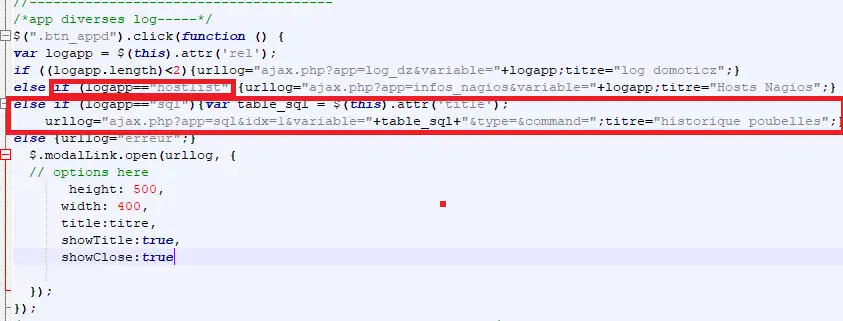 //--------------------------------------
/*app diverses log-----*/
$(".btn_appd").click(function () {
var logapp = $(this).attr('rel');
if ((logapp.length)<2){urllog="ajax.php?app=log_dz&variable="+logapp;titre="log domoticz";}
else if (logapp=="hostlist" {urllog="ajax.php?app=infos_nagios&variable="+logapp;titre="Hosts Nagios";}
else if (logapp=="sql"){var table_sql = $(this).attr('title');
urllog="ajax.php?app=sql&idx=1&variable="+table_sql+"&type=&command=";titre="historique poubelles";}
else {urllog="erreur";}
$.modalLink.open(urllog, {
// options here
height: 500,
width: 400,
title:titre,
showTitle:true,
showClose:true
});
});